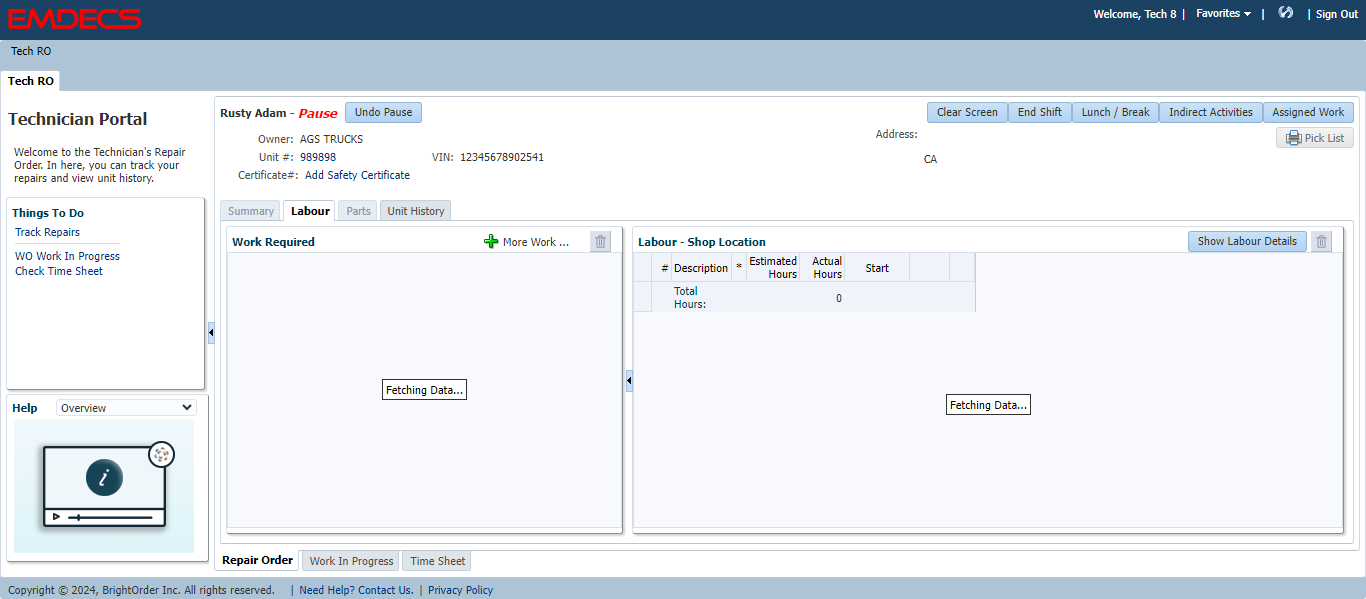 EMDECS
Welcome, Tech 8 | Favorites | | Sign Out
Tech RO
Tech RO
Technician Portal
Welcome to the Technician's Repair
Order. In here, you can track your
repairs and view unit history.
Things To Do
Track Repairs
WO Work In Progress
Check Time Sheet
Help Overview
i
Rusty Adam - Pause Undo Pause
Clear Screen End Shift Lunch / Break Indirect Activities Assigned Work
Pick List
Owner: AGS TRUCKS
Unit #: 989898 VIN: 12345678902541
Certificate#: Add Safety Certificate
Address:
CA
Summary Labour Parts Unit History
Work Required More Work ...
Fetching Data...
Labour - Shop Location Show Labour Details
# Description * Estimated Hours Actual Hours Start
Total Hours: 0
Fetching Data...
Repair Order Work In Progress Time Sheet
Copyright © 2024, BrightOrder Inc. All rights reserved. | Need Help? Contact Us. | Privacy Policy